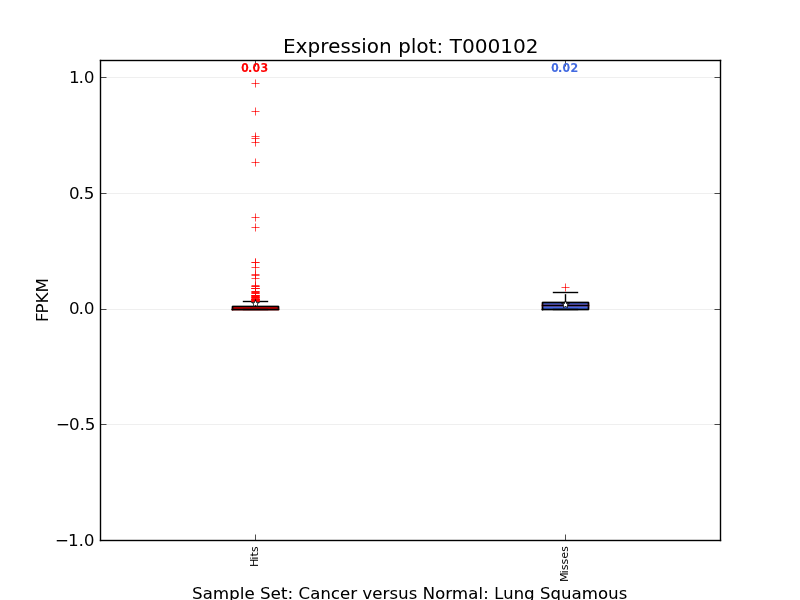 Expression plot: T000102
0.03
0.02
1.0
0.5
0.0
−0.5
−1.0
FPKM
Hits
Misses
Sample Set: Cancer versus Normal: Lung Squamous